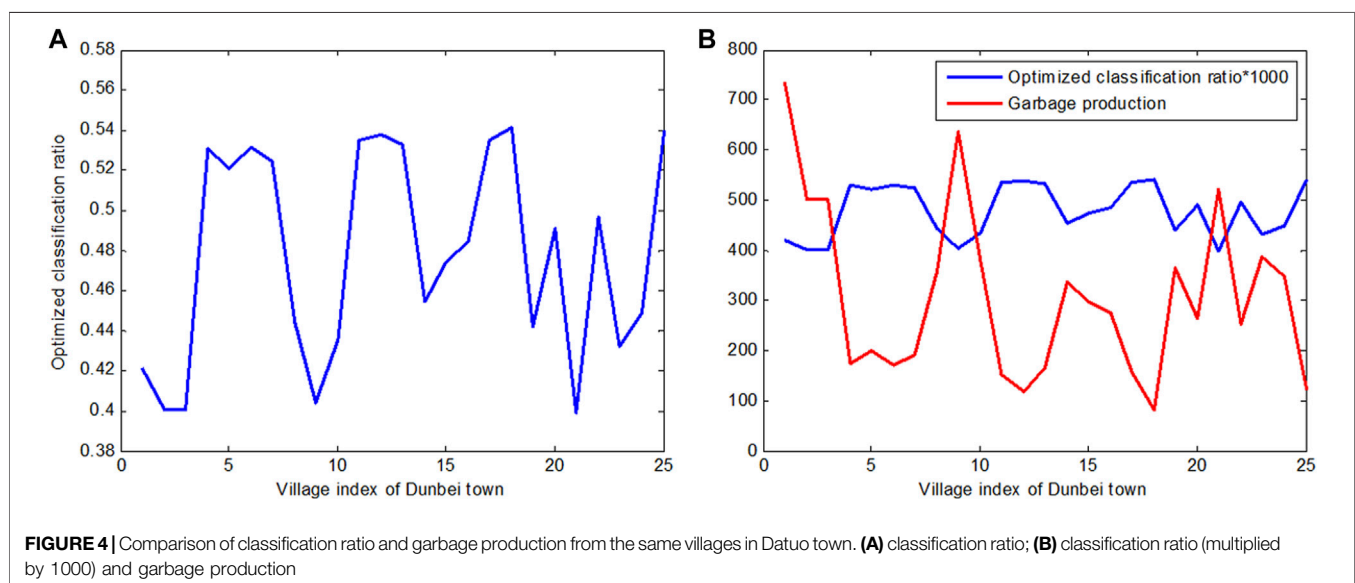 A
Optimized classification ratio
0.58
0.56
0.54
0.52
0.5
0.48
0.46
0.44
0.42
0.4
0.38
0 5 10 15 20 25
Village index of Dunbei town
B
800
700
600
500
400
300
200
100
0
Optimized classification ratio*1000
Garbage production
0 5 10 15 20 25
Village index of Dunbei town
FIGURE 4 | Comparison of classification ratio and garbage production from the same villages in Datuo town. (A) classification ratio; (B) classification ratio (multiplied
by 1000) and garbage production